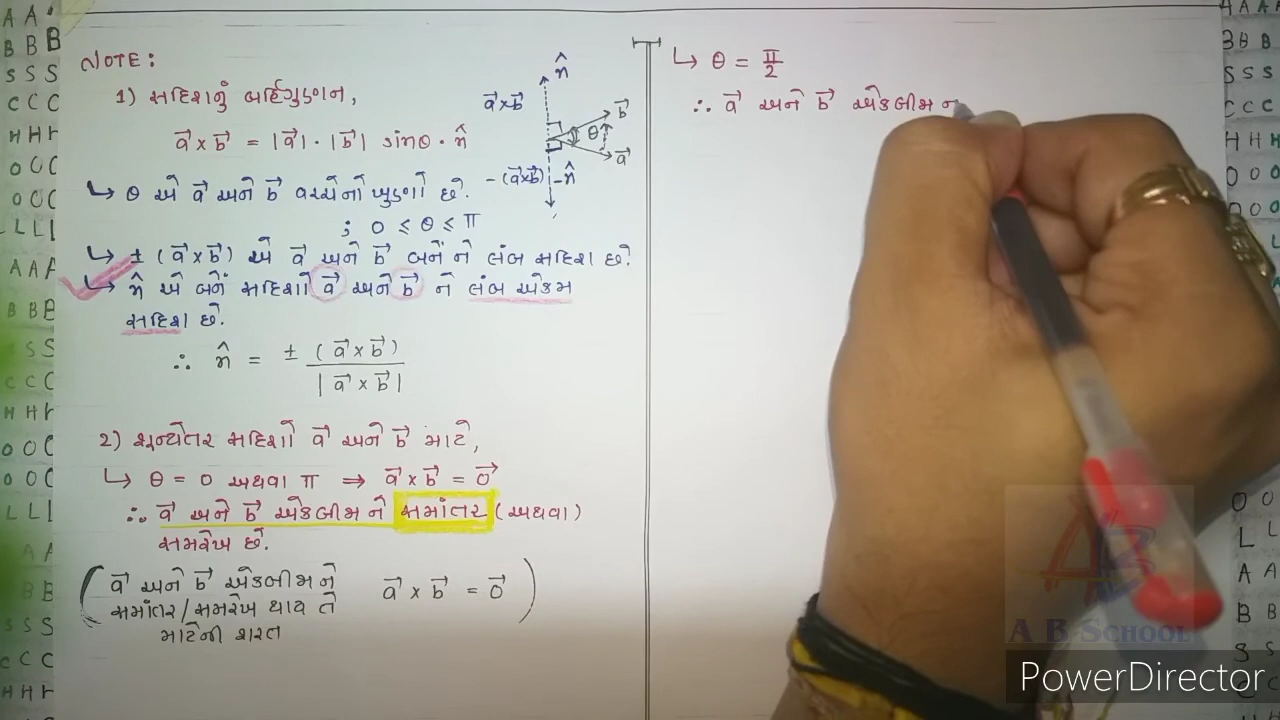 NOTE:
1) સદિશનું બર્હિગુણન,
a⃗ × b⃗ = |a⃗| · |b⃗| sinθ · n̂
↳ θ એ a⃗ અને b⃗ વચ્ચેનો ખુણો છે.
; 0 ≤ θ ≤ π
↳ ± (a⃗ × b⃗) એ a⃗ અને b⃗ બંને ને લંબ સદિશ છે.
↳ n̂ એ બંને સદિશો a⃗ અને b⃗ ને લંબ એકમ
સદિશ છે.
∴ n̂ = ± (a⃗ × b⃗)
|a⃗ × b⃗|
2) શૂન્યેતર સદિશો a⃗ અને b⃗ માટે,
↳ θ = 0 અથવા π ⇒ a⃗ × b⃗ = 0⃗
∴ a⃗ અને b⃗ એકબીજાને સમાંતર (અથવા)
સમરેખ છે.
(a⃗ અને b⃗ એકબીજાને
સમાંતર/સમરેખ થાય તે a⃗ × b⃗ = 0⃗)
માટેની શરત
n̂
a⃗×b⃗
b⃗
θ
a⃗
-(a⃗×b⃗)
-n̂
↳ θ = π/2
∴ a⃗ અને b⃗ એકબીજાન
A B SCHOOL
PowerDirector